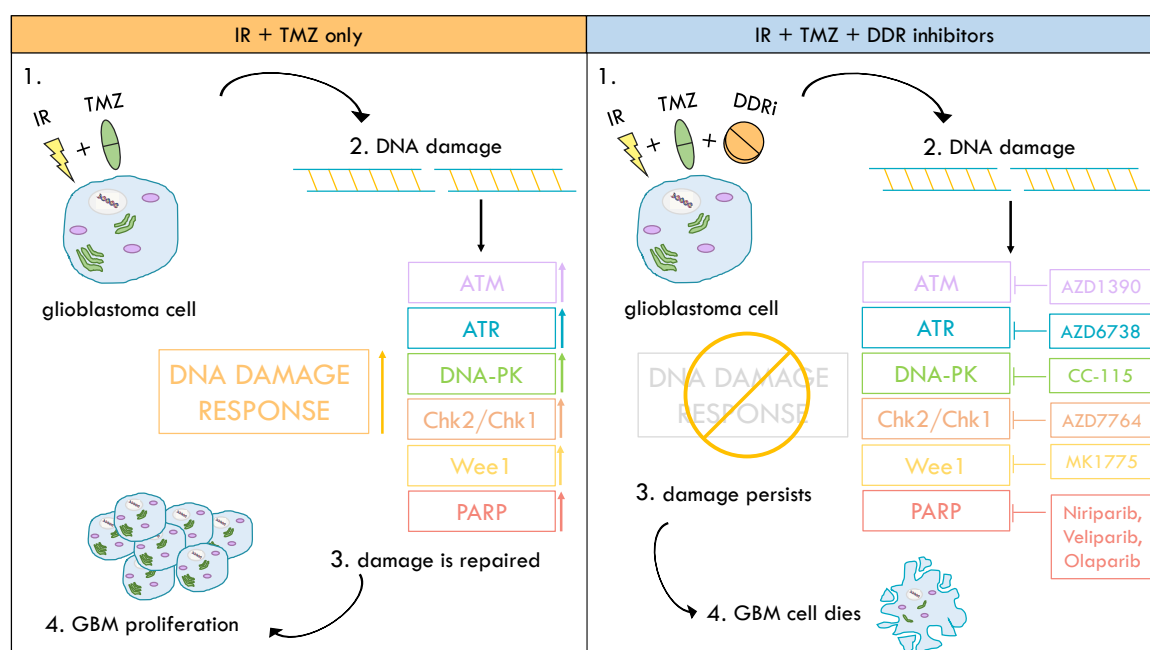 IR + TMZ only
1.
IR
+
TMZ
2. DNA damage
glioblastoma cell
ATM
ATR
DNA-PK
Chk2/Chk1
Wee1
PARP
DNA DAMAGE
RESPONSE
3. damage is repaired
4. GBM proliferation
IR + TMZ + DDR inhibitors
1.
IR
+
TMZ
+
DDRi
2. DNA damage
glioblastoma cell
ATM
AZD1390
ATR
AZD6738
DNA-PK
CC-115
Chk2/Chk1
AZD7764
Wee1
MK1775
PARP
Niriparib,
Veliparib,
Olaparib
DNA DAMAGE
RESPONSE
3. damage persists
4. GBM cell dies